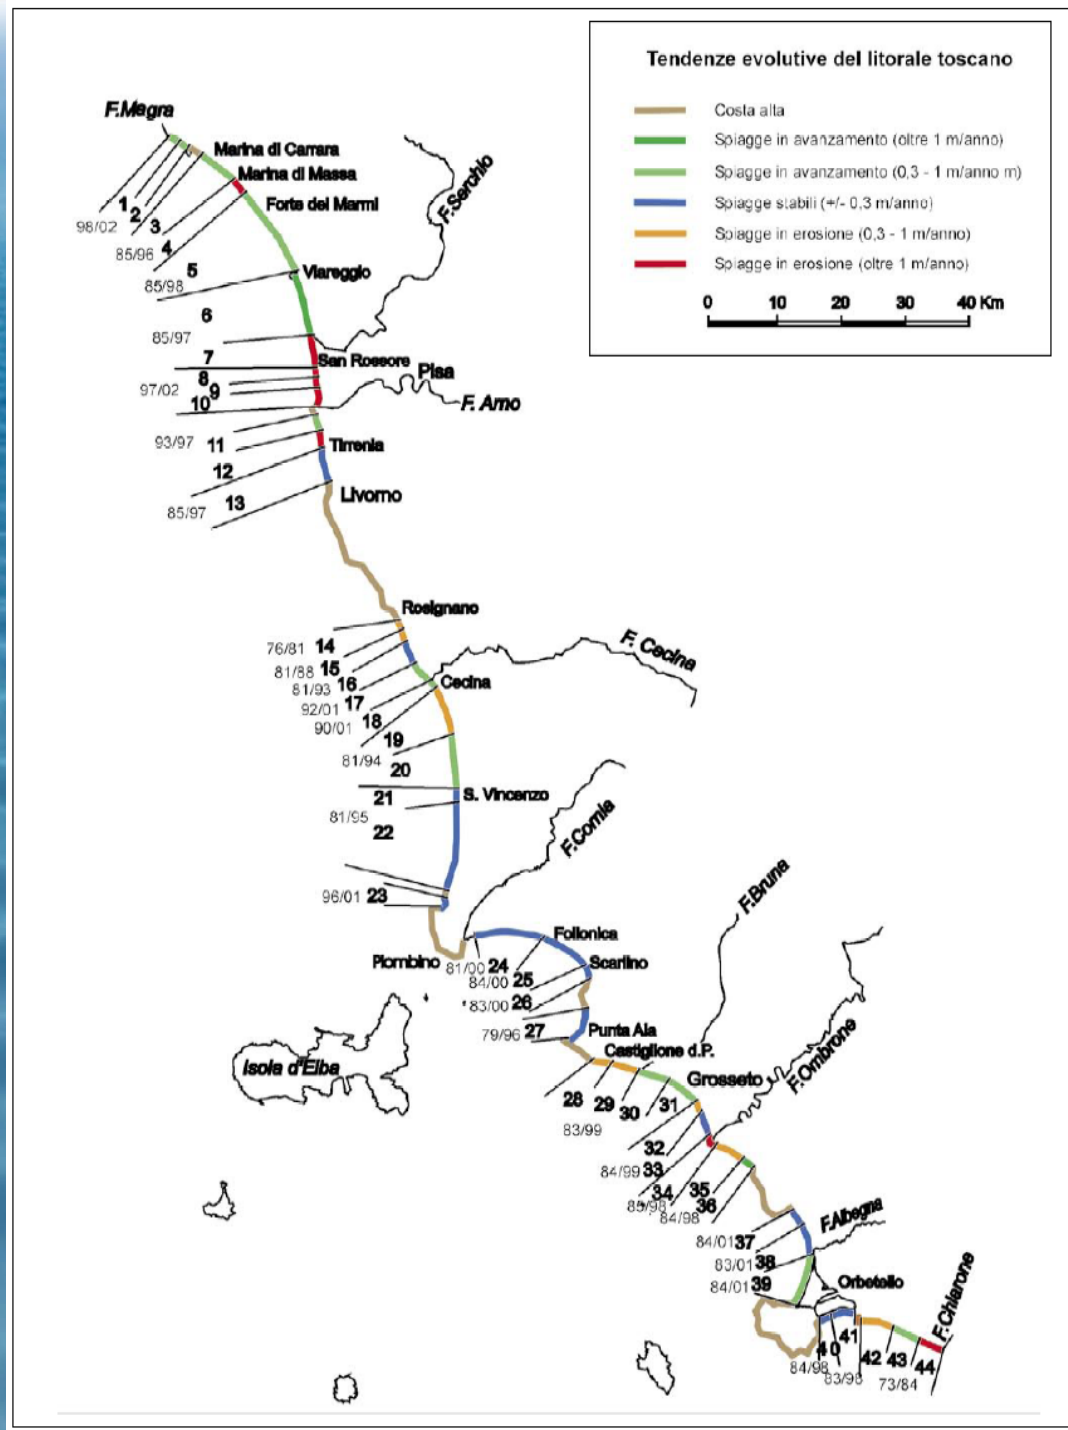 Tendenze evolutive del litorale toscano
Costa alta
Spiagge in avanzamento (oltre 1 m/anno)
Spiagge in avanzamento (0,3 - 1 m/anno m)
Spiagge stabili (+/- 0,3 m/anno)
Spiagge in erosione (0,3 - 1 m/anno)
Spiagge in erosione (oltre 1 m/anno)
0 10 20 30 40 Km
F.Magra
Marina di Carrara
Marina di Massa
Forte dei Marmi
F.Serchio
1
2
98/02
3
85/96
4
5
85/98
Viareggio
6
85/97
7
San Rossore
8
Pisa
97/02
9
10
F. Arno
93/97
11
Tirrenia
12
13
85/97
Livorno
Rosignano
76/81
14
81/88
15
81/93
16
F. Cecina
Cecina
92/01
17
90/01
18
19
81/94
20
21
S. Vincenzo
81/95
22
F.Cornia
96/01
23
F.Bruna
Piombino
81/00
24
Follonica
84/00
25
Scarlino
83/00
26
79/96
27
Punta Ala
Castiglione d.P.
Isola d'Elba
Grosseto
F.Ombrone
28
29
30
31
83/99
32
84/99
33
34
35
85/98
36
84/98
84/01
37
F.Albegna
83/01
38
84/01
39
Orbetello
F.Chiarone
40
41
42
43
44
84/98
83/98
73/84